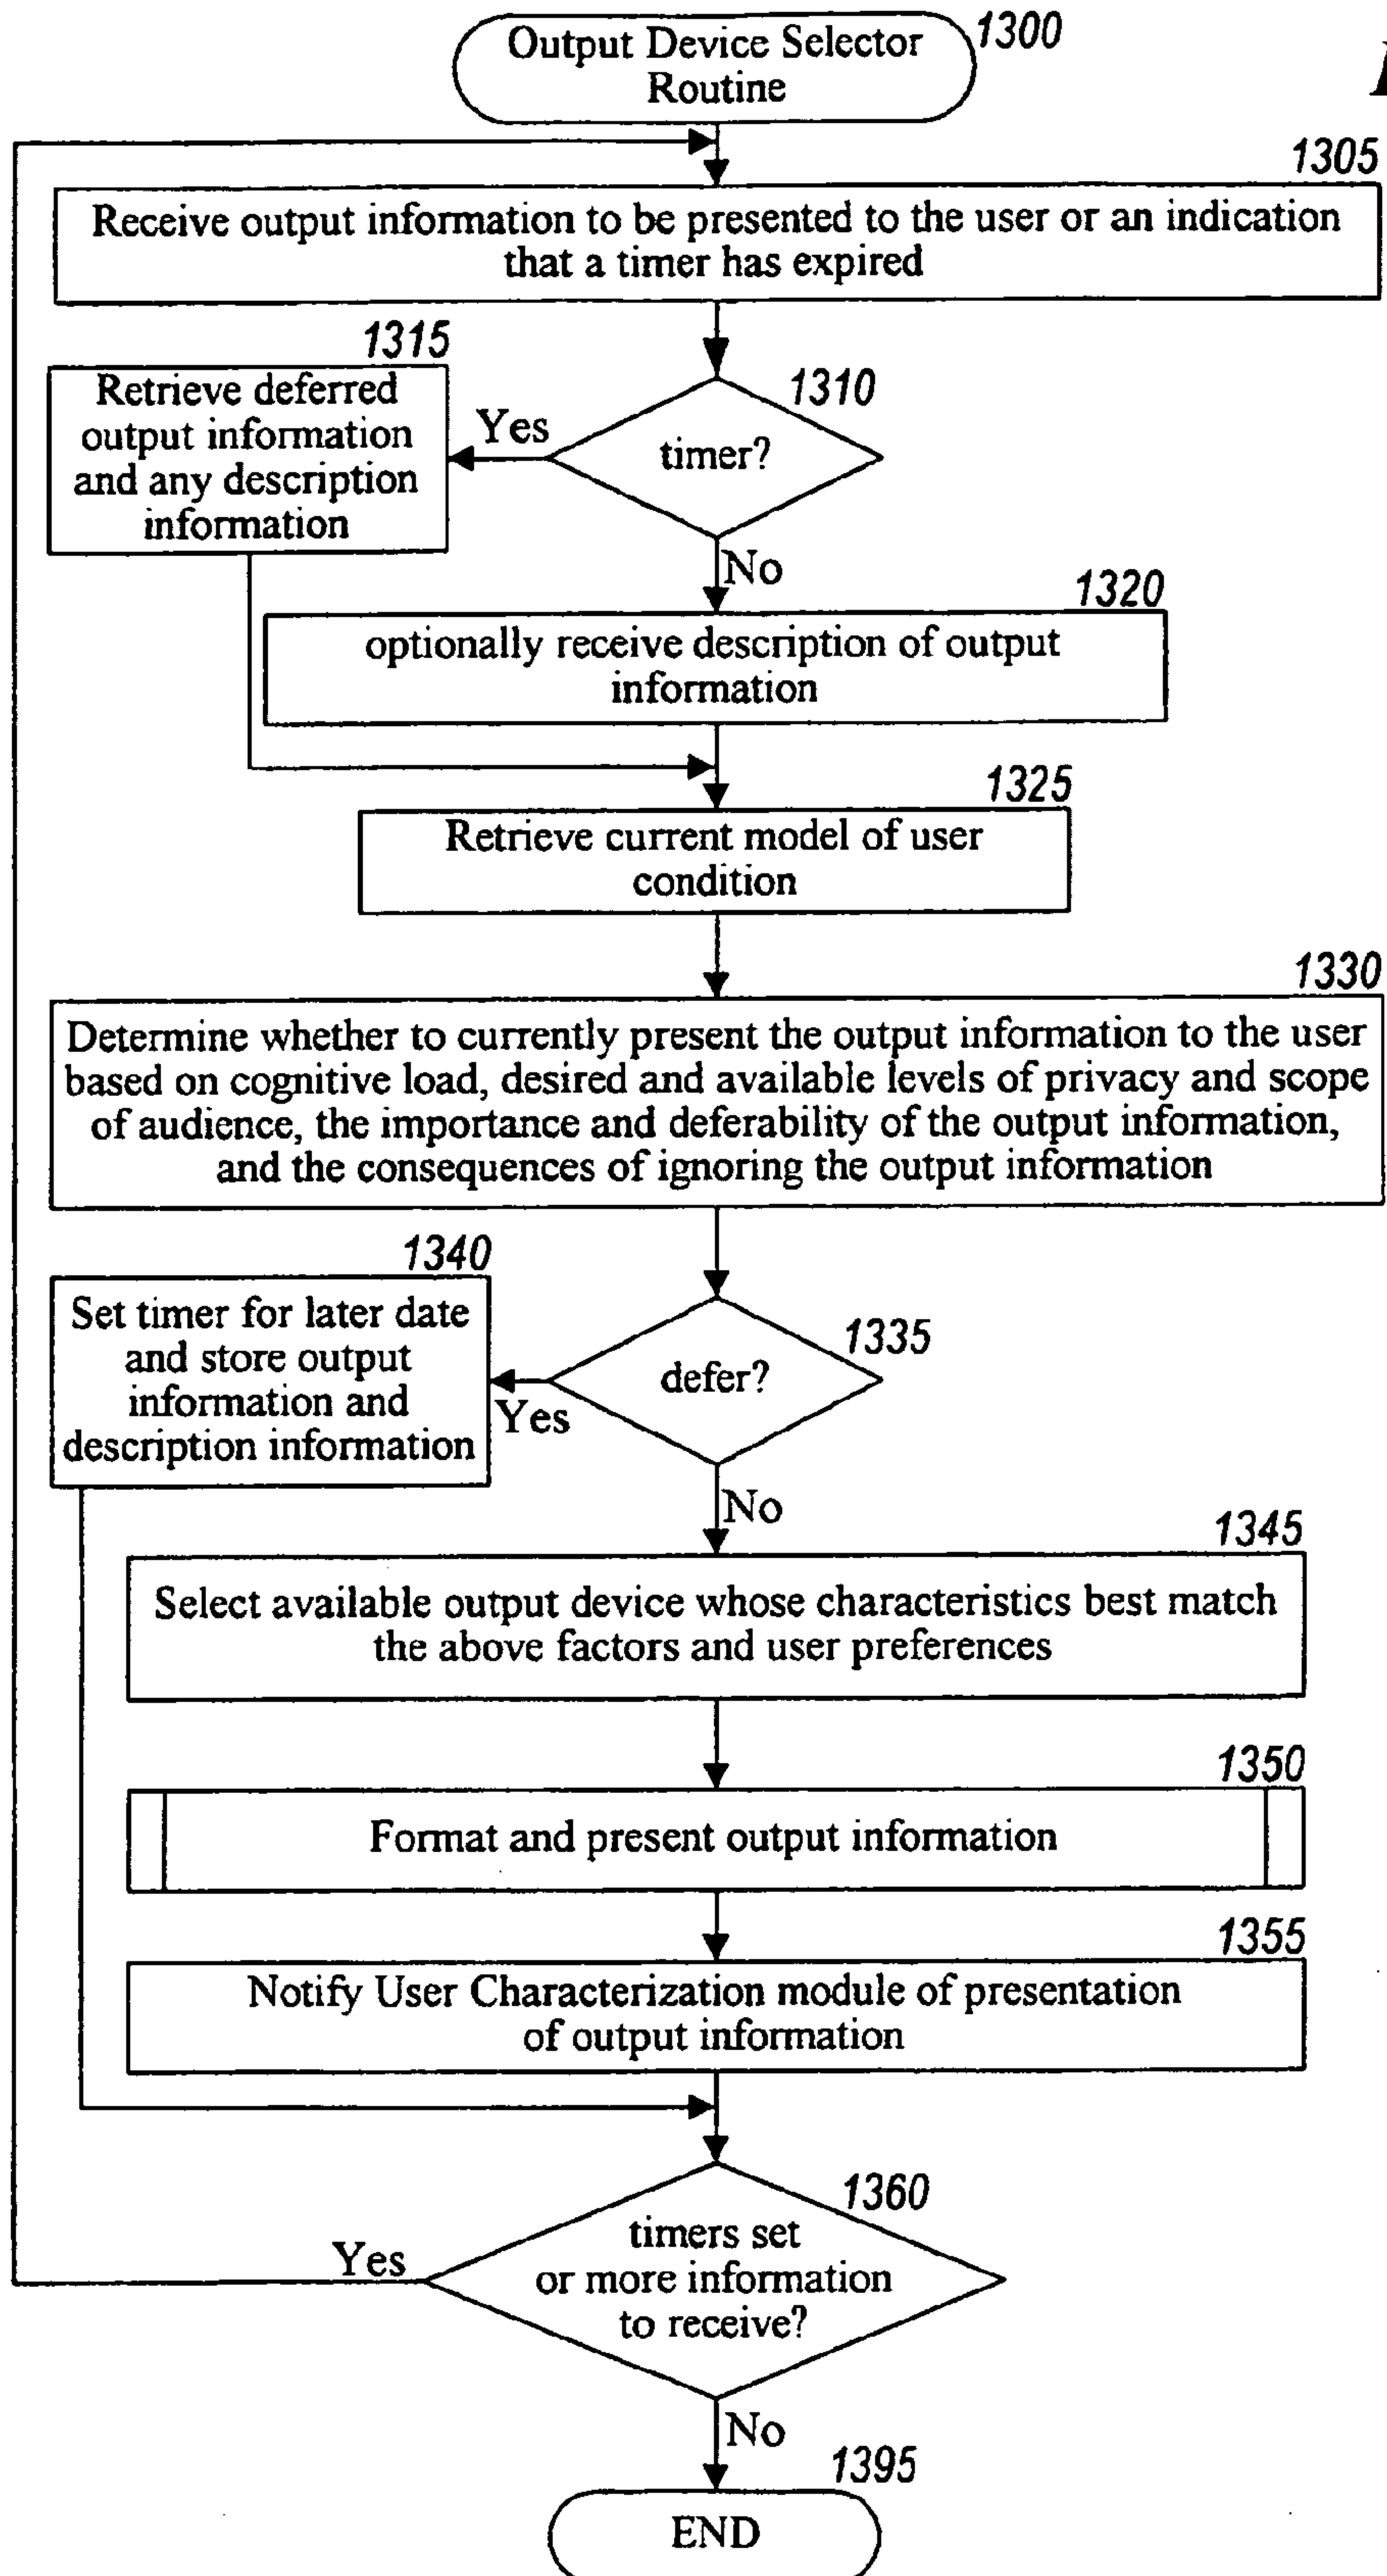 Output Device Selector
Routine
1300
1305
Receive output information to be presented to the user or an indication
that a timer has expired
1315
Retrieve deferred
output information
and any description
information
Yes
1310
timer?
No
1320
optionally receive description of output
information
1325
Retrieve current model of user
condition
1330
Determine whether to currently present the output information to the user
based on cognitive load, desired and available levels of privacy and scope
of audience, the importance and deferability of the output information,
and the consequences of ignoring the output information
1340
Set timer for later date
and store output
information and
description information
Yes
1335
defer?
No
1345
Select available output device whose characteristics best match
the above factors and user preferences
1350
Format and present output information
1355
Notify User Characterization module of presentation
of output information
1360
timers set
or more information
to receive?
Yes
No
1395
END